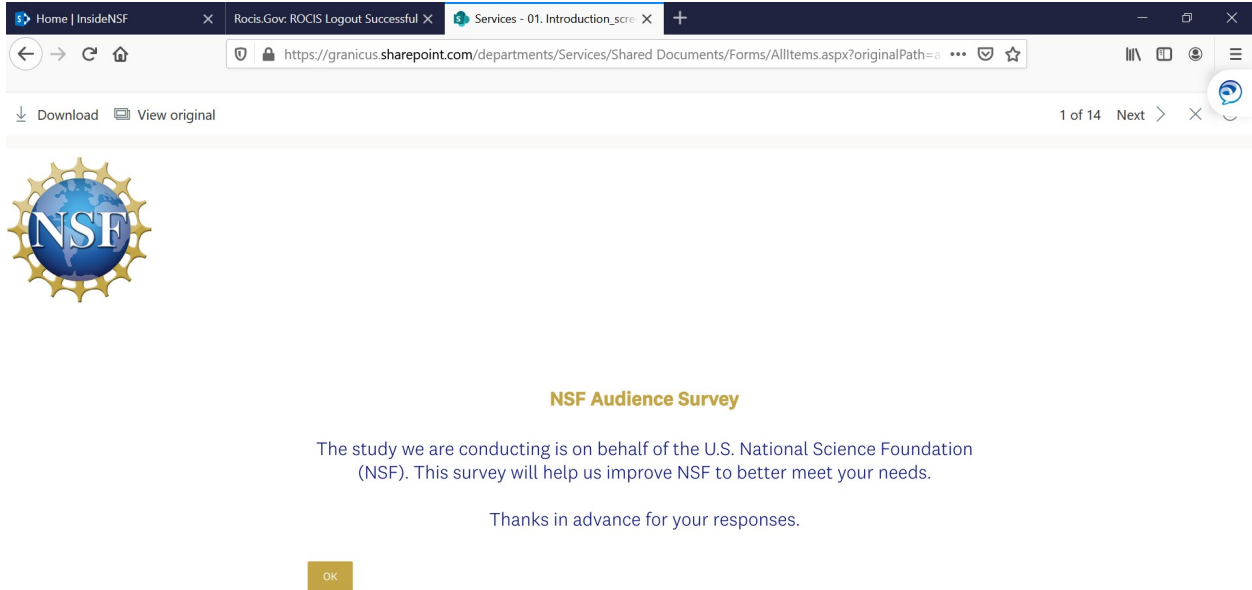 Home | InsideNSF
Rocis.Gov: ROCIS Logout Successful
Services - 01. Introduction_scre
https://granicus.sharepoint.com/departments/Services/Shared Documents/Forms/AllItems.aspx?originalPath=a
Download View original 1 of 14 Next
NSF
NSF Audience Survey
The study we are conducting is on behalf of the U.S. National Science Foundation
(NSF). This survey will help us improve NSF to better meet your needs.
Thanks in advance for your responses.
OK